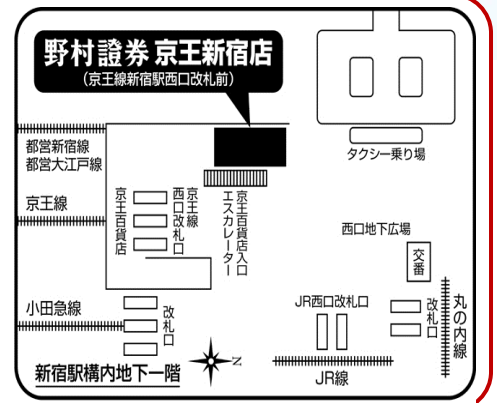 野村證券 京王新宿店
(京王線新宿駅西口改札前)
タクシー乗り場
都営新宿線
都営大江戸線
京王線
京王百貨店
西口改札口
京王線
京王百貨店入口
エスカレーター
西口地下広場
交番
小田急線
改札口
JR西口改札口
改札口
丸の内線
新宿駅構内地下一階
N
JR線